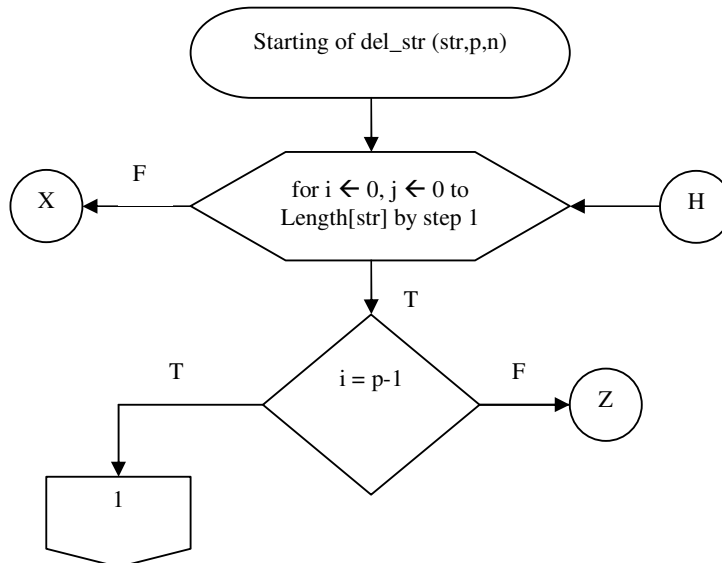 Starting of del_str (str,p,n)
F
X
for i ← 0, j ← 0 to
Length[str] by step 1
H
T
T
i = p-1
F
Z
1